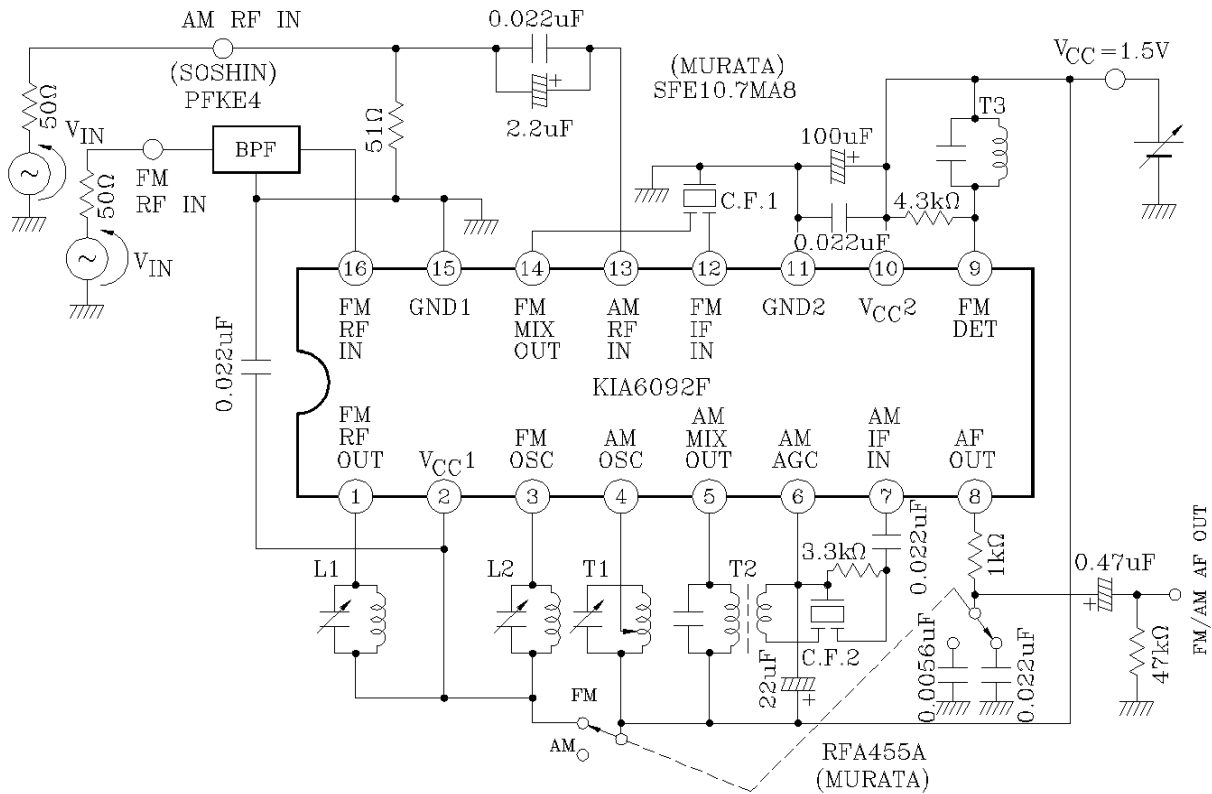 AM RF IN
0.022uF
(SOSHIN)
PFKE4
(MURATA)
SFE10.7MA8
VCC=1.5V
50Ω
VIN
51Ω
2.2uF
100uF
+
+
T3
BPF
~
FM
RF IN
50Ω
C.F.1
4.3kΩ
0.022uF
~
VIN
16
15
14
13
12
11
10
9
FM
RF
IN
GND1
FM
MIX
OUT
AM
RF
IN
FM
IF
IN
GND2
VCC2
FM
DET
0.022uF
KIA6092F
FM
RF
OUT
VCC1
FM
OSC
AM
OSC
AM
MIX
OUT
AM
AGC
AM
IF
IN
AF
OUT
1
2
3
4
5
6
7
8
L1
L2
T1
T2
3.3kΩ
0.022uF
1kΩ
0.47uF
+
FM/AM AF OUT
C.F.2
22uF
+
0.0056uF
0.022uF
47kΩ
FM
AM
RFA455A
(MURATA)